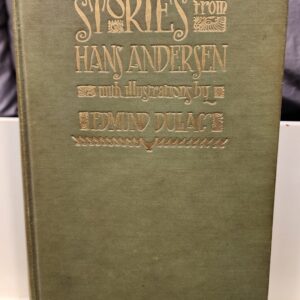 STORIES from
HANS ANDERSEN
with illustrations by
EDMUND DULAC